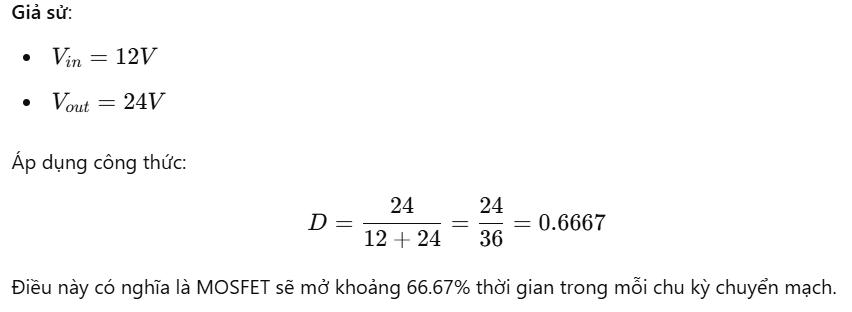 Giả sử:
• V_{in} = 12V
• V_{out} = 24V
Áp dụng công thức:
D = \frac{24}{12 + 24} = \frac{24}{36} = 0.6667
Điều này có nghĩa là MOSFET sẽ mở khoảng 66.67% thời gian trong mỗi chu kỳ chuyển mạch.